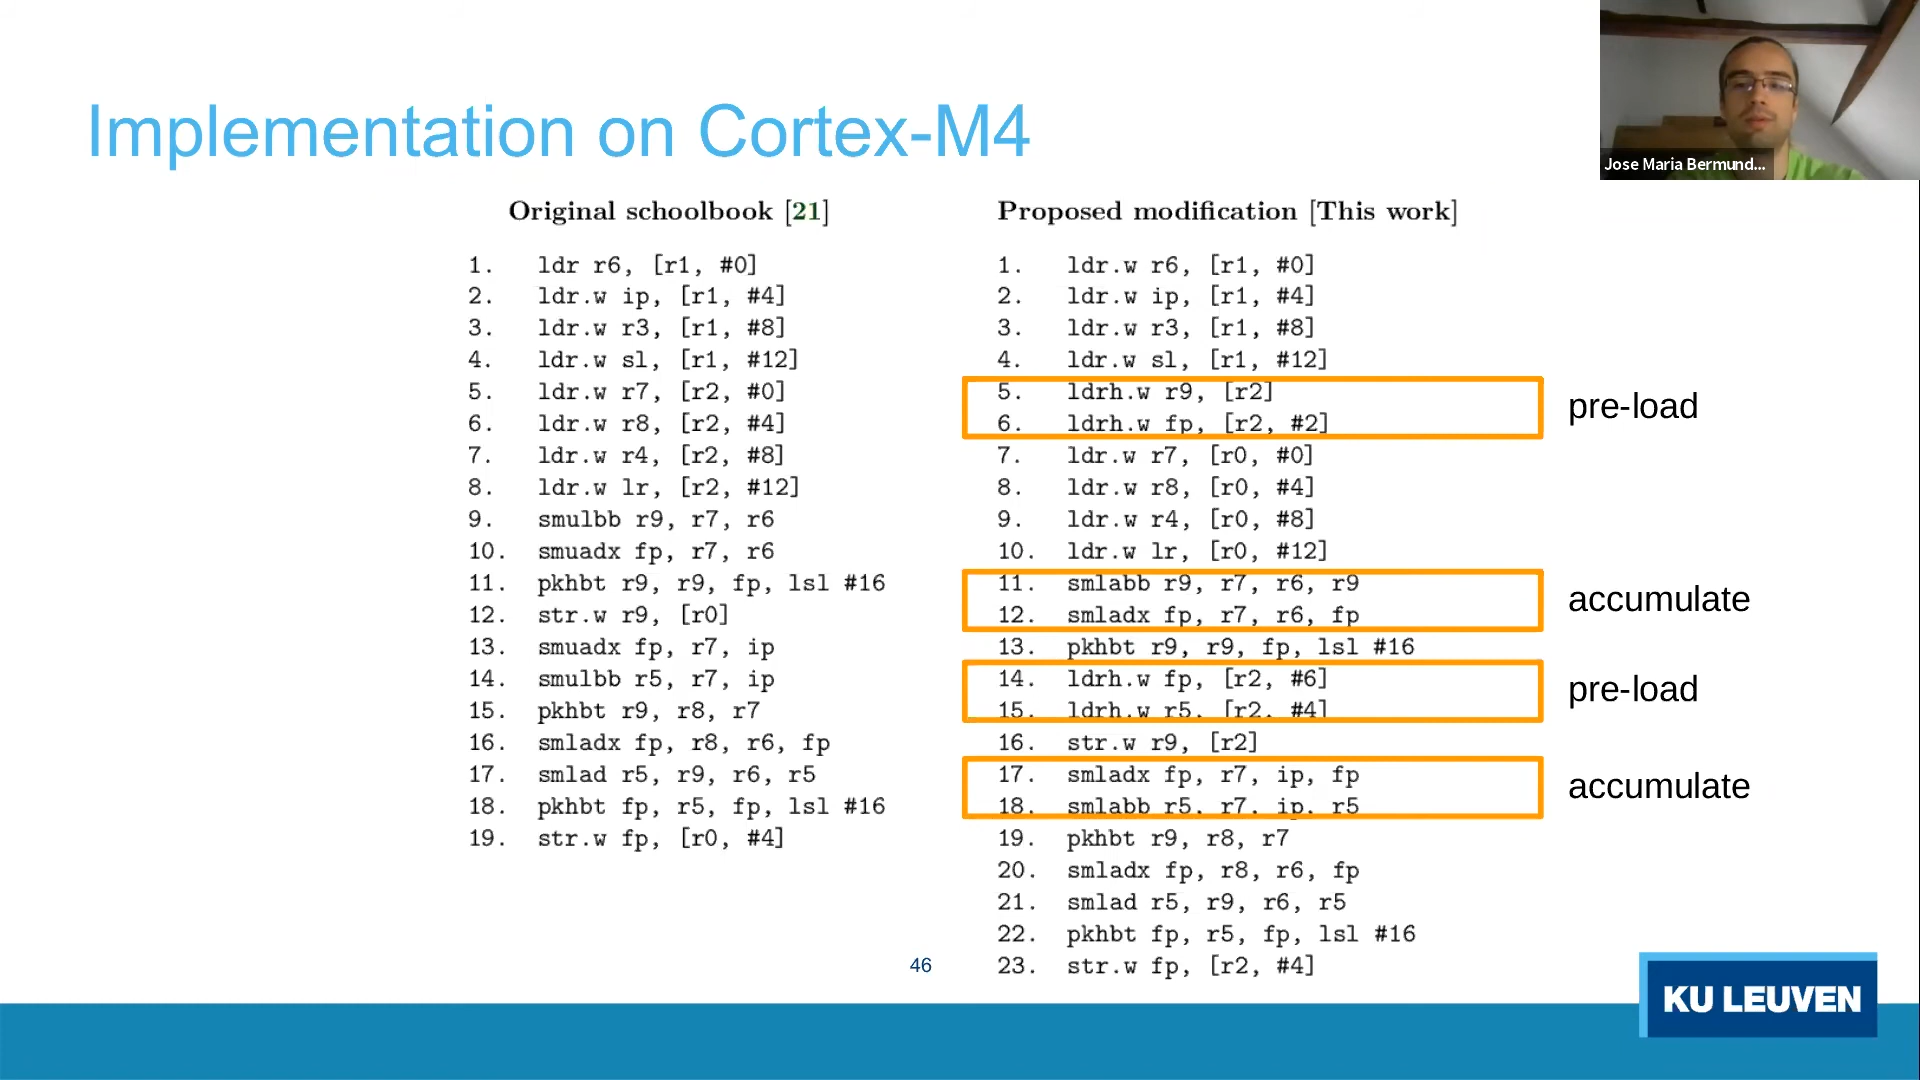 Jose Maria Bermund...
Implementation on Cortex-M4
Original schoolbook [21]
1. ldr r6, [r1, #0]
2. ldr.w ip, [r1, #4]
3. ldr.w r3, [r1, #8]
4. ldr.w sl, [r1, #12]
5. ldr.w r7, [r2, #0]
6. ldr.w r8, [r2, #4]
7. ldr.w r4, [r2, #8]
8. ldr.w lr, [r2, #12]
9. smulbb r9, r7, r6
10. smuadx fp, r7, r6
11. pkhbt r9, r9, fp, lsl #16
12. str.w r9, [r0]
13. smuadx fp, r7, ip
14. smulbb r5, r7, ip
15. pkhbt r9, r8, r7
16. smladx fp, r8, r6, fp
17. smlad r5, r9, r6, r5
18. pkhbt fp, r5, fp, lsl #16
19. str.w fp, [r0, #4]
Proposed modification [This work]
1. ldr.w r6, [r1, #0]
2. ldr.w ip, [r1, #4]
3. ldr.w r3, [r1, #8]
4. ldr.w sl, [r1, #12]
5. ldrh.w r9, [r2]
6. ldrh.w fp, [r2, #2]
7. ldr.w r7, [r0, #0]
8. ldr.w r8, [r0, #4]
9. ldr.w r4, [r0, #8]
10. ldr.w lr, [r0, #12]
11. smlabb r9, r7, r6, r9
12. smladx fp, r7, r6, fp
13. pkhbt r9, r9, fp, lsl #16
14. ldrh.w fp, [r2, #6]
15. ldrh.w r5, [r2, #4]
16. str.w r9, [r2]
17. smladx fp, r7, ip, fp
18. smlabb r5, r7, ip, r5
19. pkhbt r9, r8, r7
20. smladx fp, r8, r6, fp
21. smlad r5, r9, r6, r5
22. pkhbt fp, r5, fp, lsl #16
23. str.w fp, [r2, #4]
pre-load
accumulate
pre-load
accumulate
46
KU LEUVEN